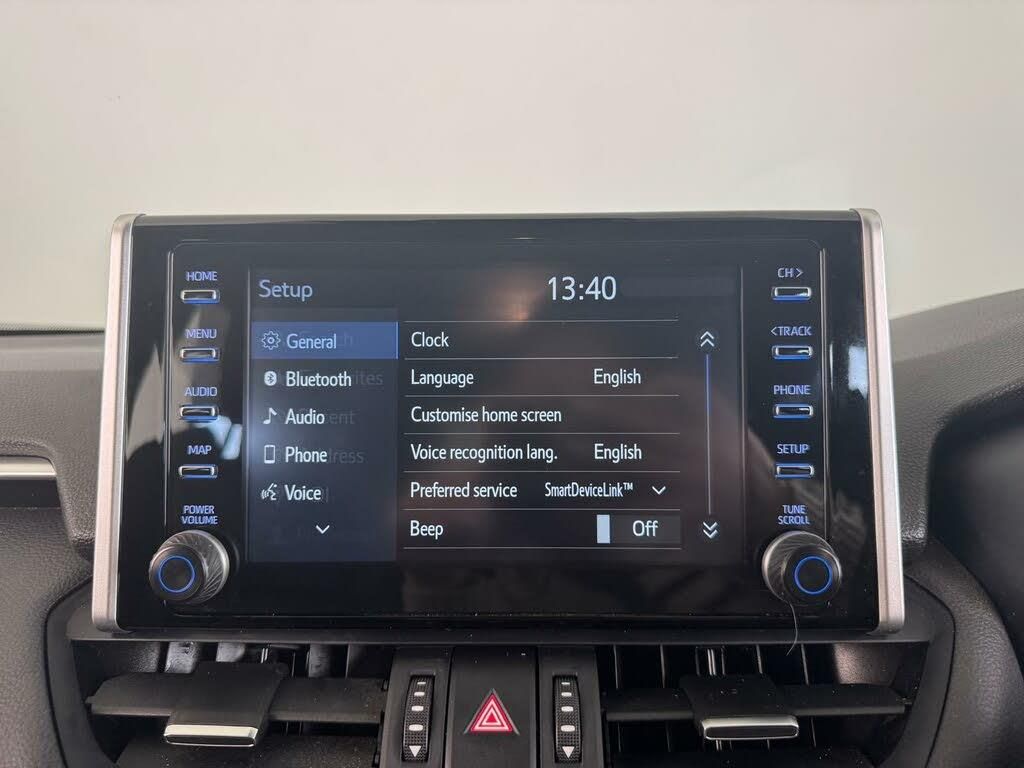 HOME
MENU
AUDIO
MAP
POWER
VOLUME
Setup
13:40
General
Bluetooth
Audio
Phone
Voice
Clock
Language English
Customise home screen
Voice recognition lang. English
Preferred service SmartDeviceLink™
Beep Off
CH >
<TRACK
PHONE
SETUP
TUNE
SCROLL